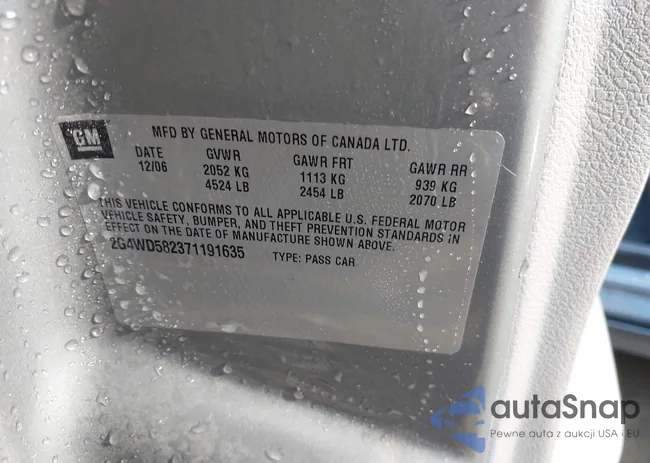 GM
MFD BY GENERAL MOTORS OF CANADA LTD.
DATE GVWR GAWR FRT GAWR RR
12/06 2052 KG 1113 KG 939 KG
4524 LB 2454 LB 2070 LB
THIS VEHICLE CONFORMS TO ALL APPLICABLE U.S. FEDERAL MOTOR
VEHICLE SAFETY, BUMPER, AND THEFT PREVENTION STANDARDS IN
EFFECT ON THE DATE OF MANUFACTURE SHOWN ABOVE.
2G4WD582371191635 TYPE: PASS CAR
autaSnap
Pewne auta z aukcji USA i EU